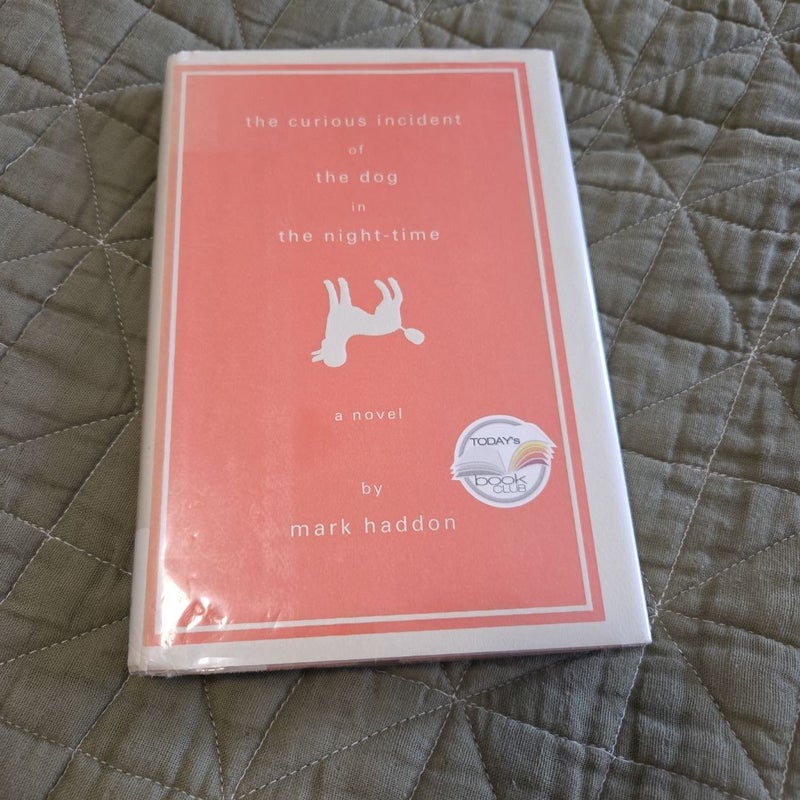 the curious incident
of
the dog
in
the night-time
a novel
TODAY's
book
CLUB
by
mark haddon